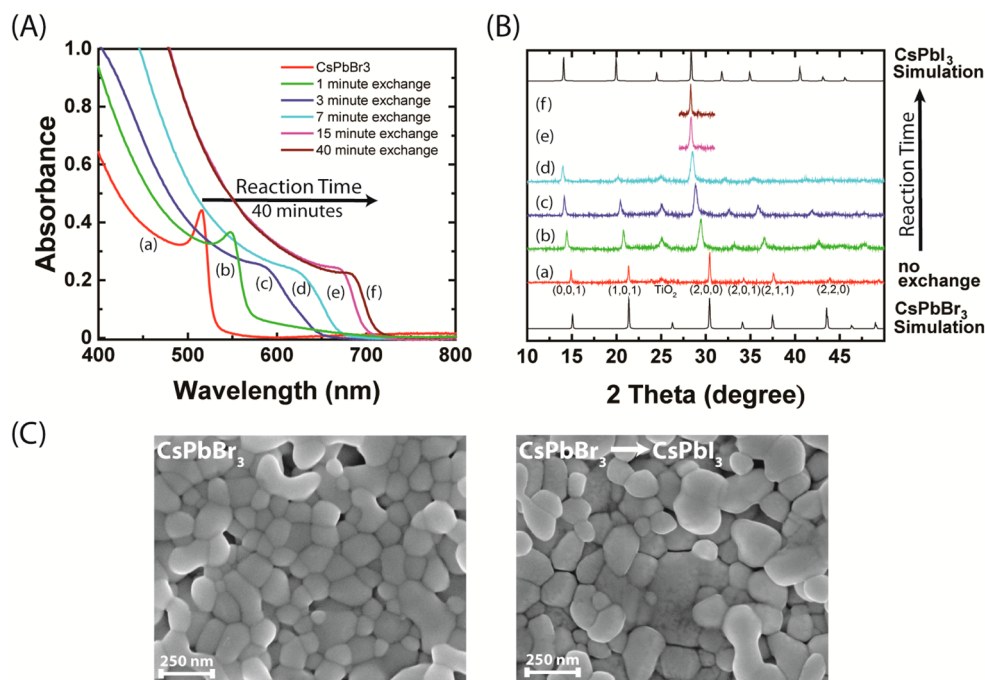 (A)
Absorbance
1.0
0.8
0.6
0.4
0.2
0
400
500
600
700
800
Wavelength (nm)
CsPbBr3
1 minute exchange
3 minute exchange
7 minute exchange
15 minute exchange
40 minute exchange
Reaction Time
40 minutes
(a)
(b)
(c)
(d)
(e)
(f)
(B)
CsPbI3
Simulation
(f)
(e)
(d)
(c)
(b)
(a)
Reaction Time
no
exchange
CsPbBr3
Simulation
(0,0,1)
(1,0,1)
TiO2
(2,0,0)
(2,0,1)
(2,1,1)
(2,2,0)
10
15
20
25
30
35
40
45
2 Theta (degree)
(C)
CsPbBr3
250 nm
CsPbBr3 → CsPbI3
250 nm